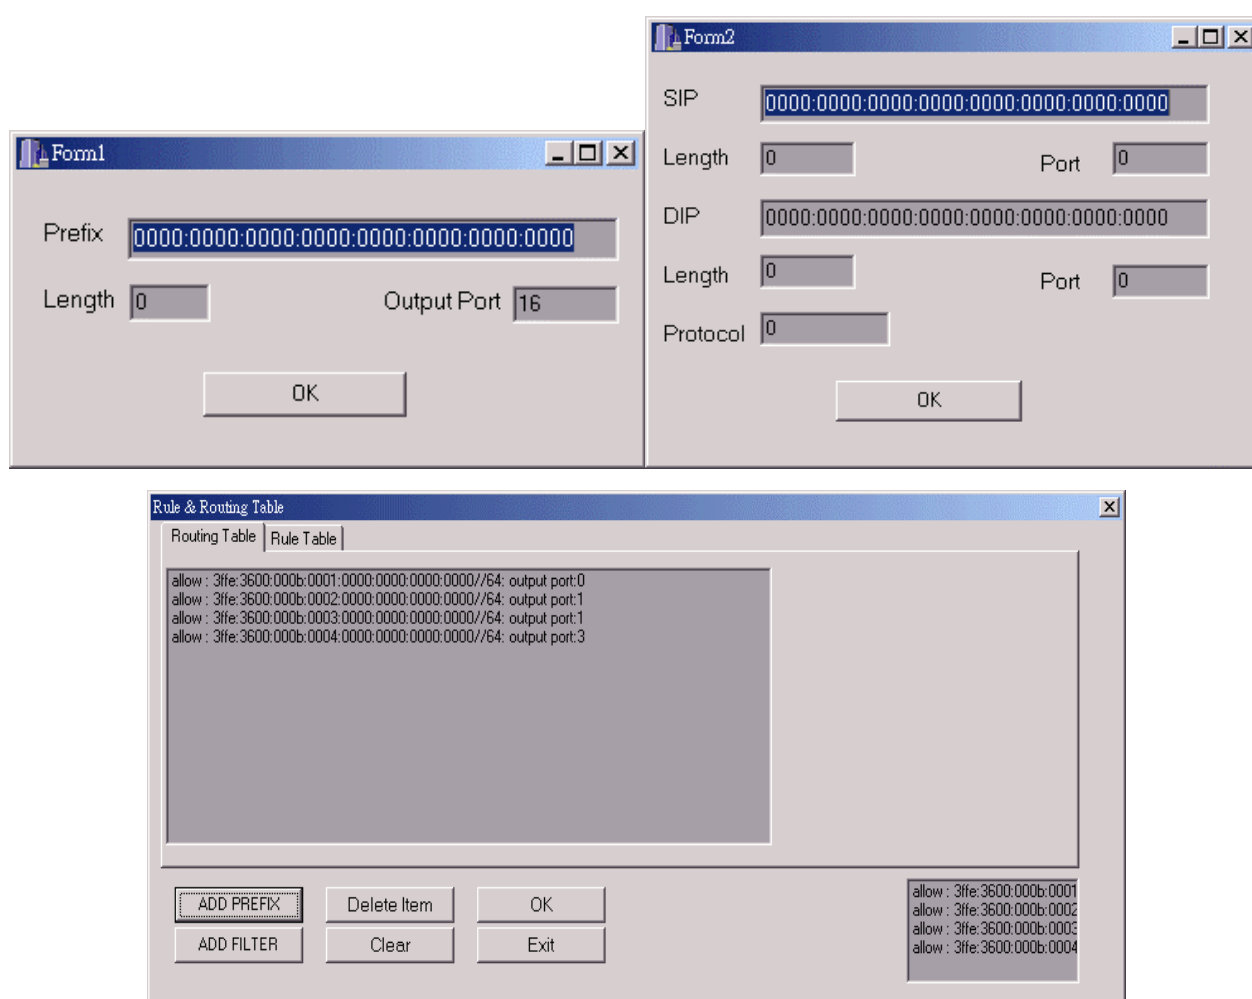 Form1
Prefix 0000:0000:0000:0000:0000:0000:0000:0000
Length 0 Output Port 16
OK
Form2
SIP 0000:0000:0000:0000:0000:0000:0000:0000
Length 0 Port 0
DIP 0000:0000:0000:0000:0000:0000:0000:0000
Length 0 Port 0
Protocol 0
OK
Rule & Routing Table
Routing Table Rule Table
allow : 3ffe:3600:000b:0001:0000:0000:0000:0000//64: output port:0
allow : 3ffe:3600:000b:0002:0000:0000:0000:0000//64: output port:1
allow : 3ffe:3600:000b:0003:0000:0000:0000:0000//64: output port:1
allow : 3ffe:3600:000b:0004:0000:0000:0000:0000//64: output port:3
ADD PREFIX Delete Item OK
ADD FILTER Clear Exit
allow : 3ffe:3600:000b:0001
allow : 3ffe:3600:000b:0002
allow : 3ffe:3600:000b:0003
allow : 3ffe:3600:000b:0004